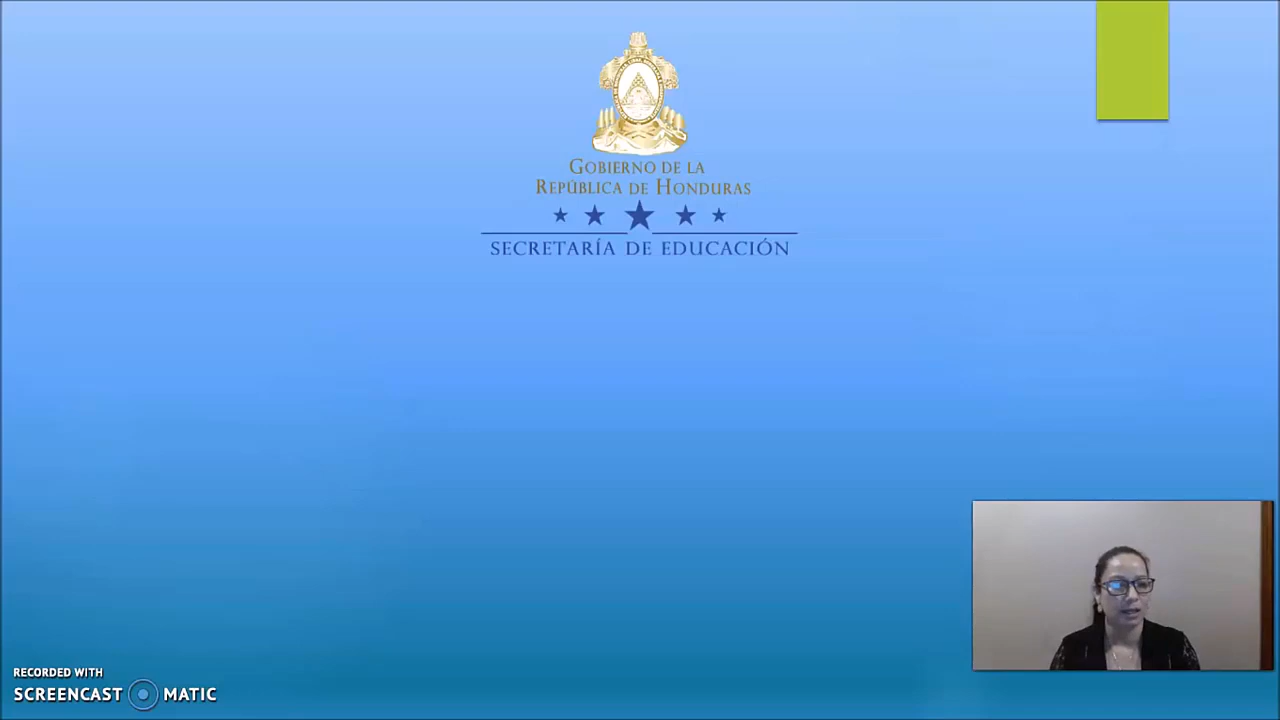 GOBIERNO DE LA
REPÚBLICA DE HONDURAS
SECRETARÍA DE EDUCACIÓN
RECORDED WITH
SCREENCAST MATIC